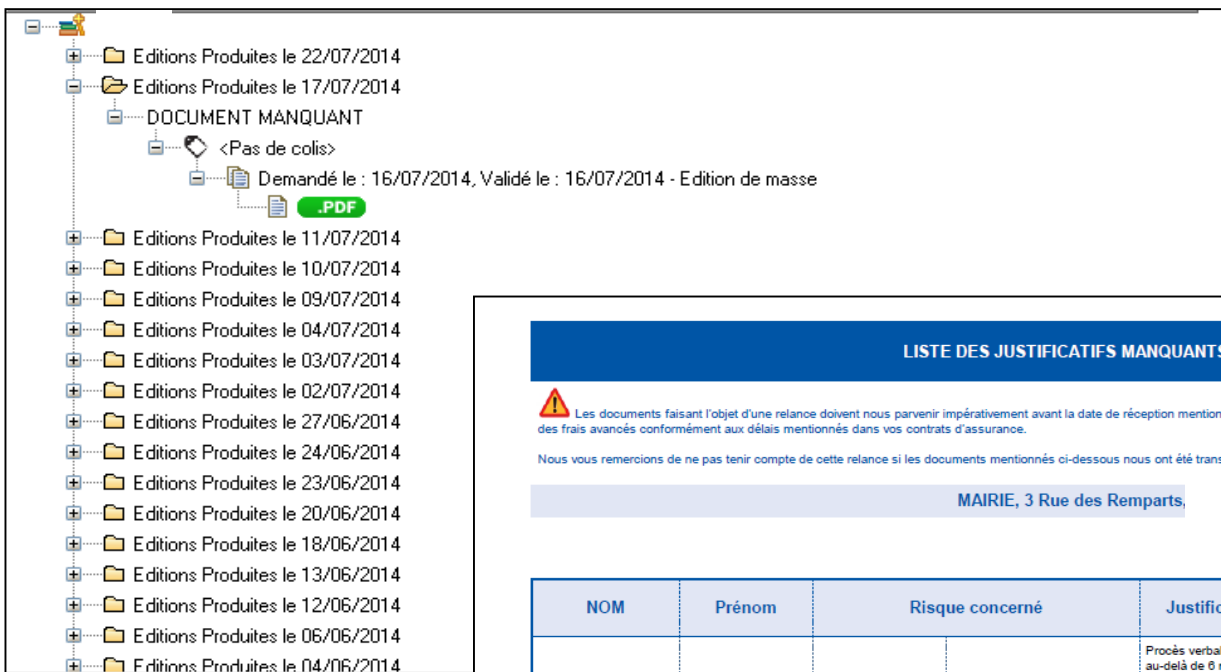 Editions Produites le 22/07/2014
Editions Produites le 17/07/2014
DOCUMENT MANQUANT
<Pas de colis>
Demandé le : 16/07/2014, Validé le : 16/07/2014 - Edition de masse
.PDF
Editions Produites le 11/07/2014
Editions Produites le 10/07/2014
Editions Produites le 09/07/2014
Editions Produites le 04/07/2014
Editions Produites le 03/07/2014
Editions Produites le 02/07/2014
Editions Produites le 27/06/2014
Editions Produites le 24/06/2014
Editions Produites le 23/06/2014
Editions Produites le 20/06/2014
Editions Produites le 18/06/2014
Editions Produites le 13/06/2014
Editions Produites le 12/06/2014
Editions Produites le 06/06/2014
Editions Produites le 04/06/2014
LISTE DES JUSTIFICATIFS MANQUANTS
Les documents faisant l'objet d'une relance doivent nous parvenir impérativement avant la date de réception mention
des frais avancés conformément aux délais mentionnés dans vos contrats d'assurance.
Nous vous remercions de ne pas tenir compte de cette relance si les documents mentionnés ci-dessous nous ont été trans
MAIRIE, 3 Rue des Remparts,
NOM Prénom Risque concerné Justific
Procès verba
au-delà de 6